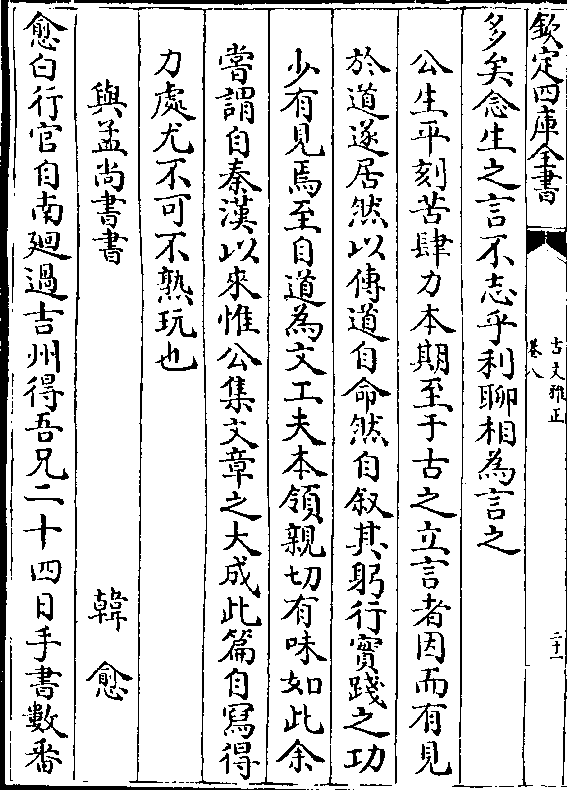 欽定四庫全書
古文雅正
卷八
二十一
多矣念生之言不志乎利聊相為言之
公生平刻苦肆力本期至于古之立言者因而有見
於道遂居然以傳道自命然自叙其躬行實踐之功
少有見焉至自道為文工夫本領親切有味如此余
嘗謂自秦漢以來惟公集文章之大成此篇自寫得
力處尤不可不熟玩也
與孟尚書書
韓愈
愈白行官自南廻過吉州得吾兄二十四日手書數番